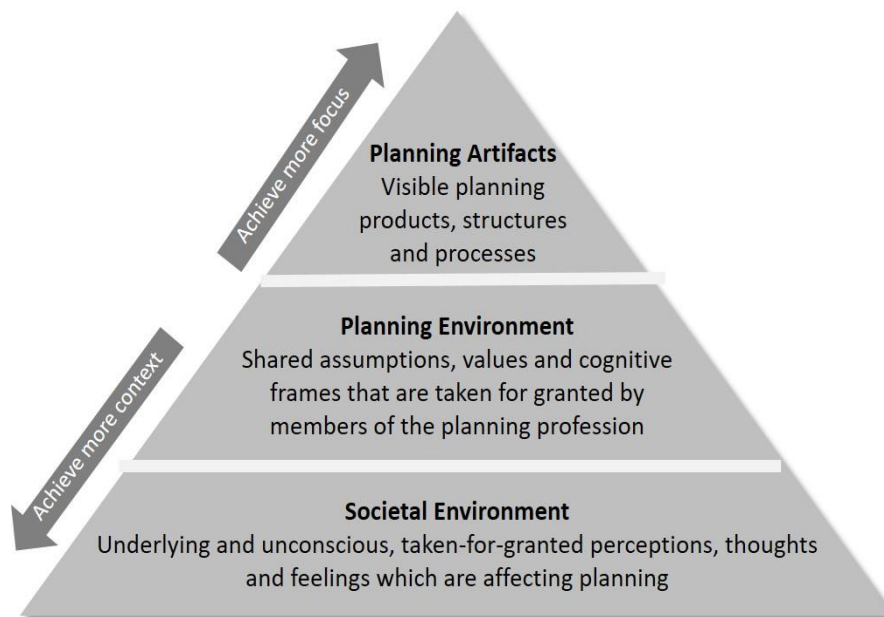 Achieve more focus
Planning Artifacts
Visible planning
products, structures
and processes
Achieve more context
Planning Environment
Shared assumptions, values and cognitive
frames that are taken for granted by
members of the planning profession
Societal Environment
Underlying and unconscious, taken-for-granted perceptions, thoughts
and feelings which are affecting planning